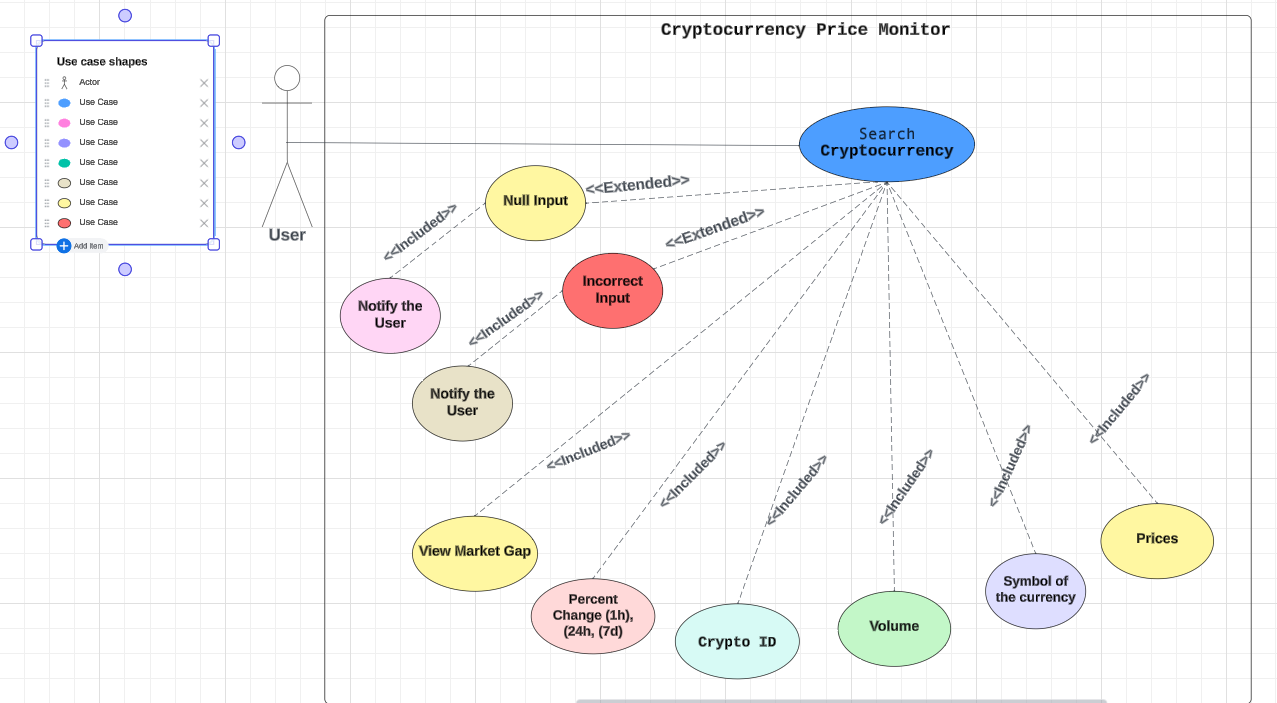 Cryptocurrency Price Monitor
Use case shapes
Actor
Use Case
Use Case
Use Case
Use Case
Use Case
Use Case
Use Case
Add Item
User
Search
Cryptocurrency
Null Input
<<Extended>>
<<Extended>>
<<Included>>
Incorrect
Input
Notify the
User
<<Included>>
Notify the
User
<<Included>>
<<Included>>
<<Included>>
<<Included>>
<<Included>>
<<Included>>
View Market Gap
Percent
Change (1h),
(24h, (7d)
Crypto ID
Volume
Symbol of
the currency
Prices